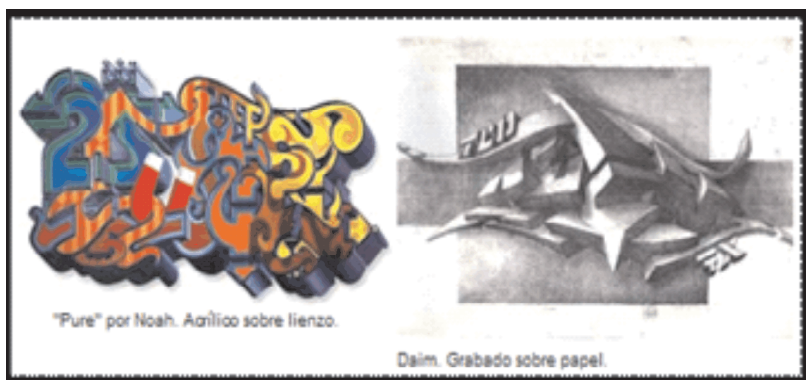 "Pure" por Noah. Acrílico sobre lienzo.
Daim. Grabado sobre papel.